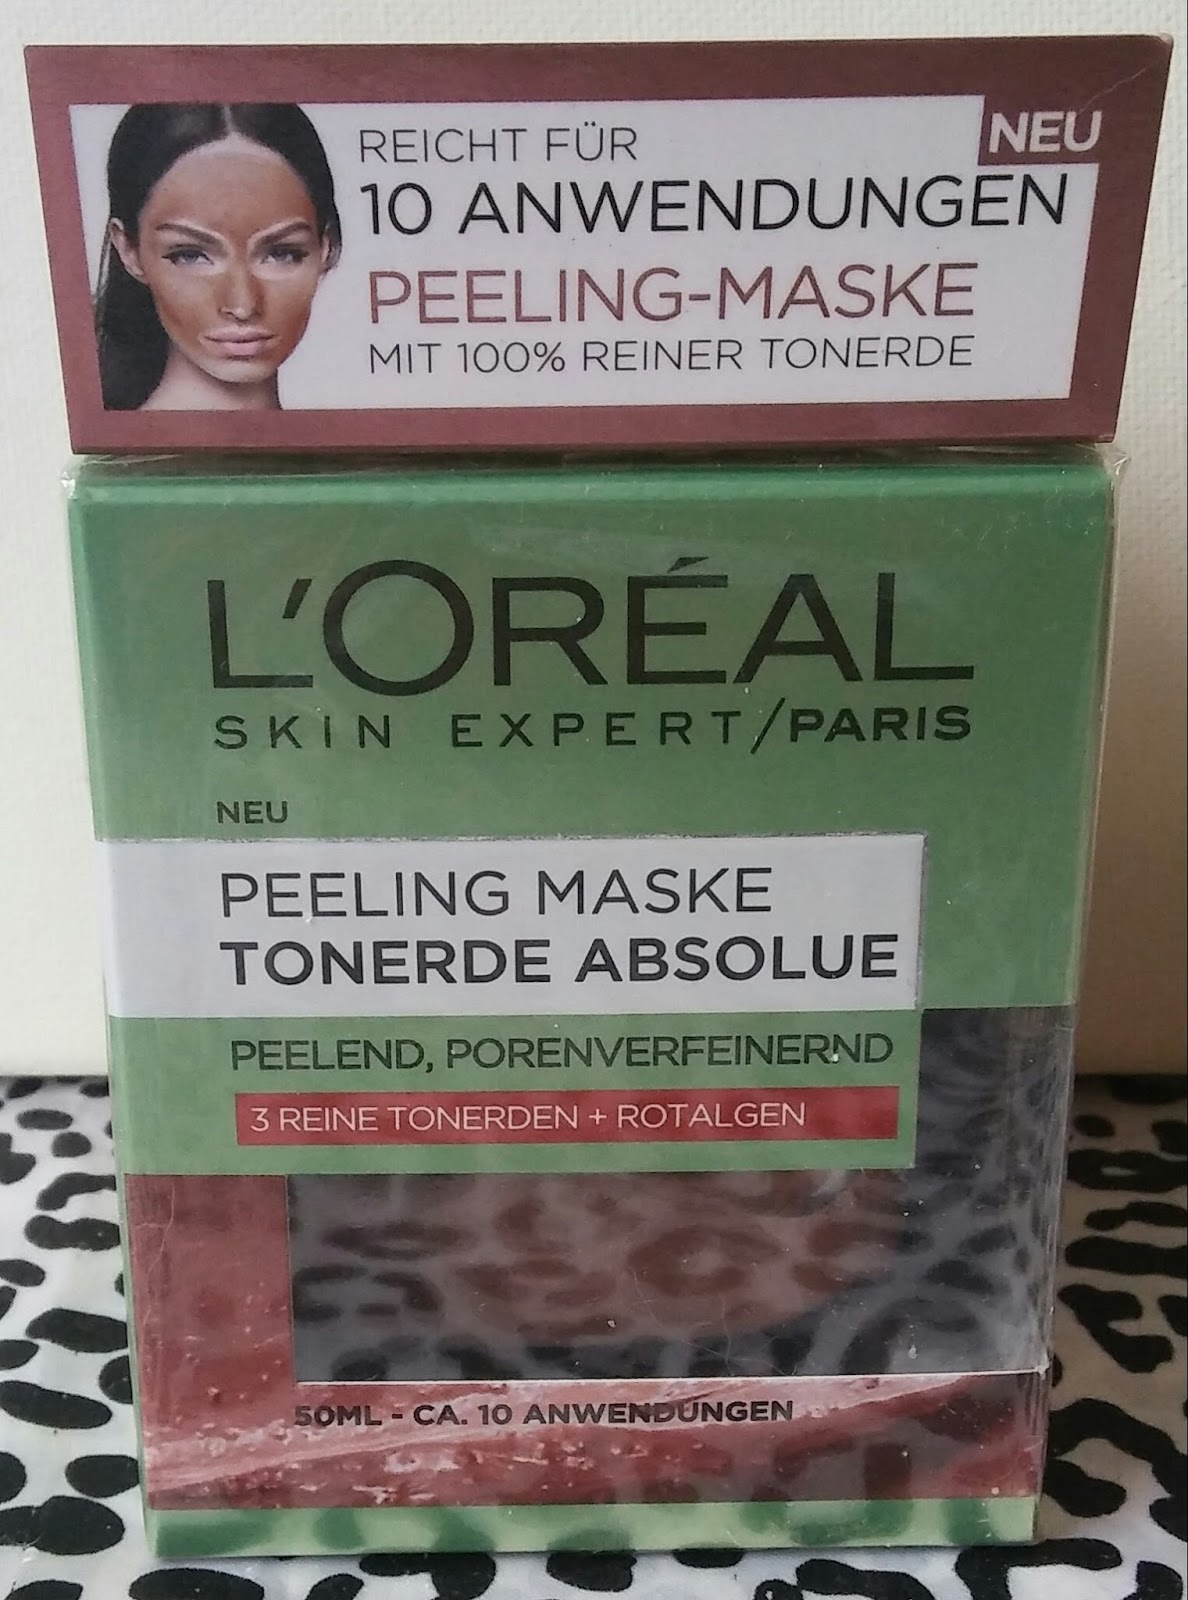 REICHT FÜR
NEU
10 ANWENDUNGEN
PEELING-MASKE
MIT 100% REINER TONERDE
L'ORÉAL
SKIN EXPERT/PARIS
NEU
PEELING MASKE
TONERDE ABSOLUE
PEELEND, PORENVERFEINERND
3 REINE TONERDEN + ROTALGEN
50ML - CA. 10 ANWENDUNGEN